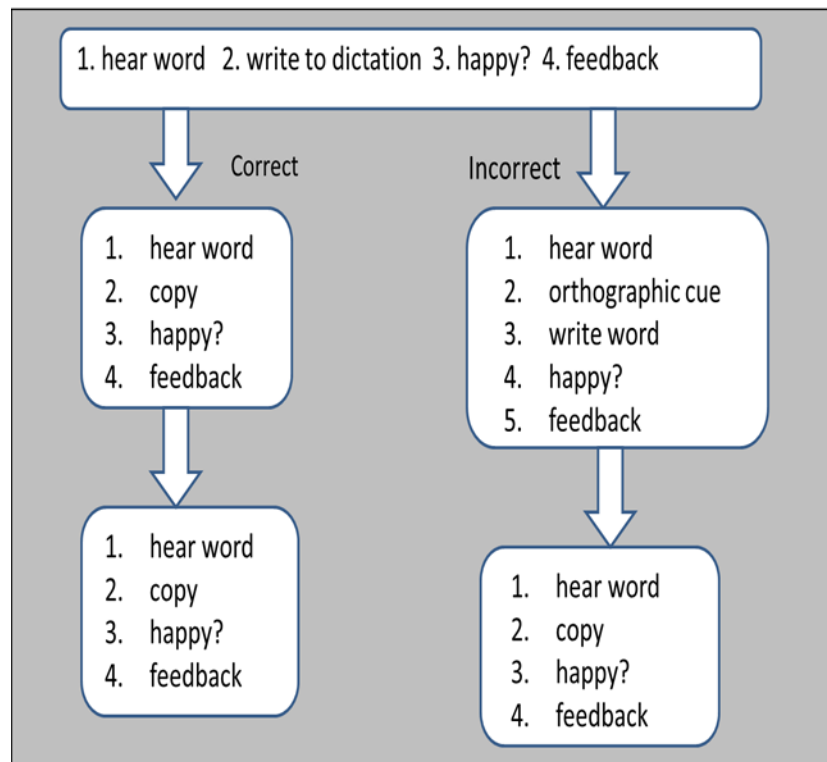 1. hear word 2. write to dictation 3. happy? 4. feedback
Correct
Incorrect
1. hear word
2. copy
3. happy?
4. feedback
1. hear word
2. orthographic cue
3. write word
4. happy?
5. feedback
1. hear word
2. copy
3. happy?
4. feedback
1. hear word
2. copy
3. happy?
4. feedback